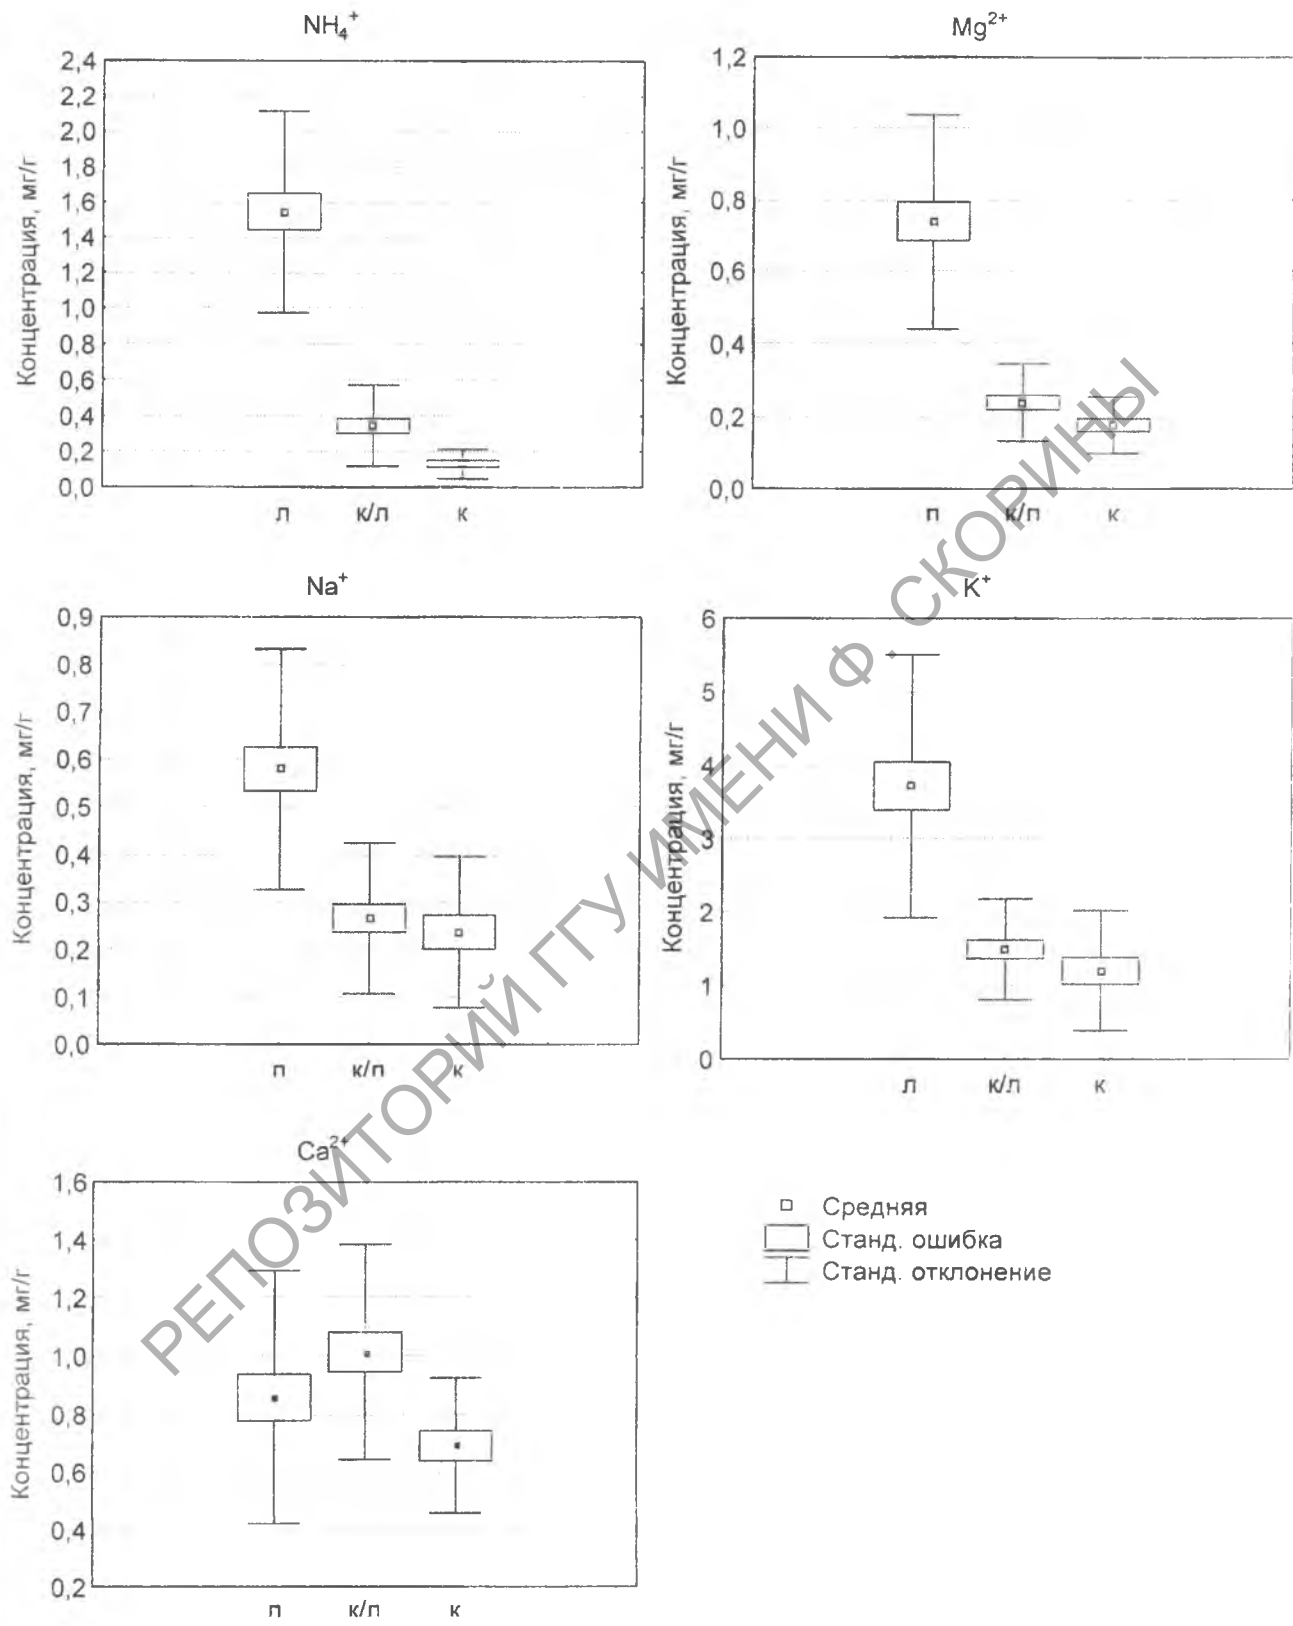 NH₄⁺
Концентрация, мг/г
2,4
2,2
2,0
1,8
1,6
1,4
1,2
1,0
0,8
0,6
0,4
0,2
0,0
л к/л к
Mg²⁺
Концентрация, мг/г
1,2
1,0
0,8
0,6
0,4
0,2
0,0
п к/п к
Na⁺
Концентрация, мг/г
0,9
0,8
0,7
0,6
0,5
0,4
0,3
0,2
0,1
0,0
п к/п к
K⁺
Концентрация, мг/г
6
5
4
3
2
1
0
л к/л к
Ca²⁺
Концентрация, мг/г
1,6
1,4
1,2
1,0
0,8
0,6
0,4
0,2
п к/п к
Средняя
Станд. ошибка
Станд. отклонение
РЕПОЗИТОРИЙ ГГУ ИМЕНИ Ф. СКОРИНЫ